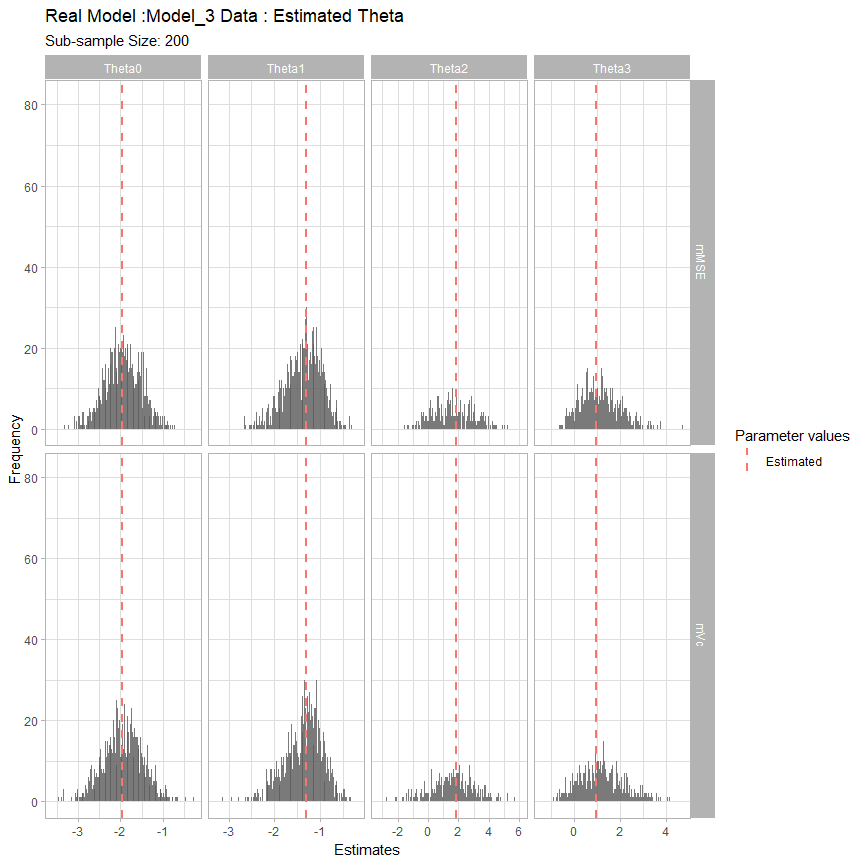 Real Model :Model_3 Data : Estimated Theta
Sub-sample Size: 200
Theta0 Theta1 Theta2 Theta3
80
60
40
20
0
mMSE
80
60
40
20
0
mVc
Frequency
-3 -2 -1 -3 -2 -1 -2 0 2 4 6 0 2 4
Estimates
Parameter values
Estimated